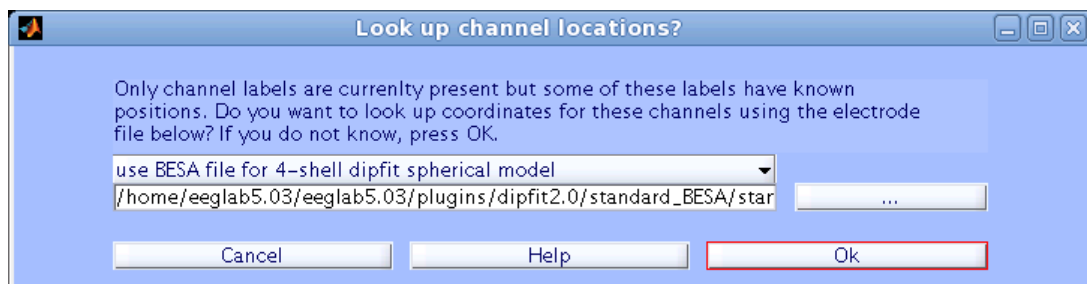 Look up channel locations?
Only channel labels are currenlty present but some of these labels have known
positions. Do you want to look up coordinates for these channels using the electrode
file below? If you do not know, press OK.
use BESA file for 4-shell dipfit spherical model
/home/eeglab5.03/eeglab5.03/plugins/dipfit2.0/standard_BESA/star
...
Cancel
Help
Ok